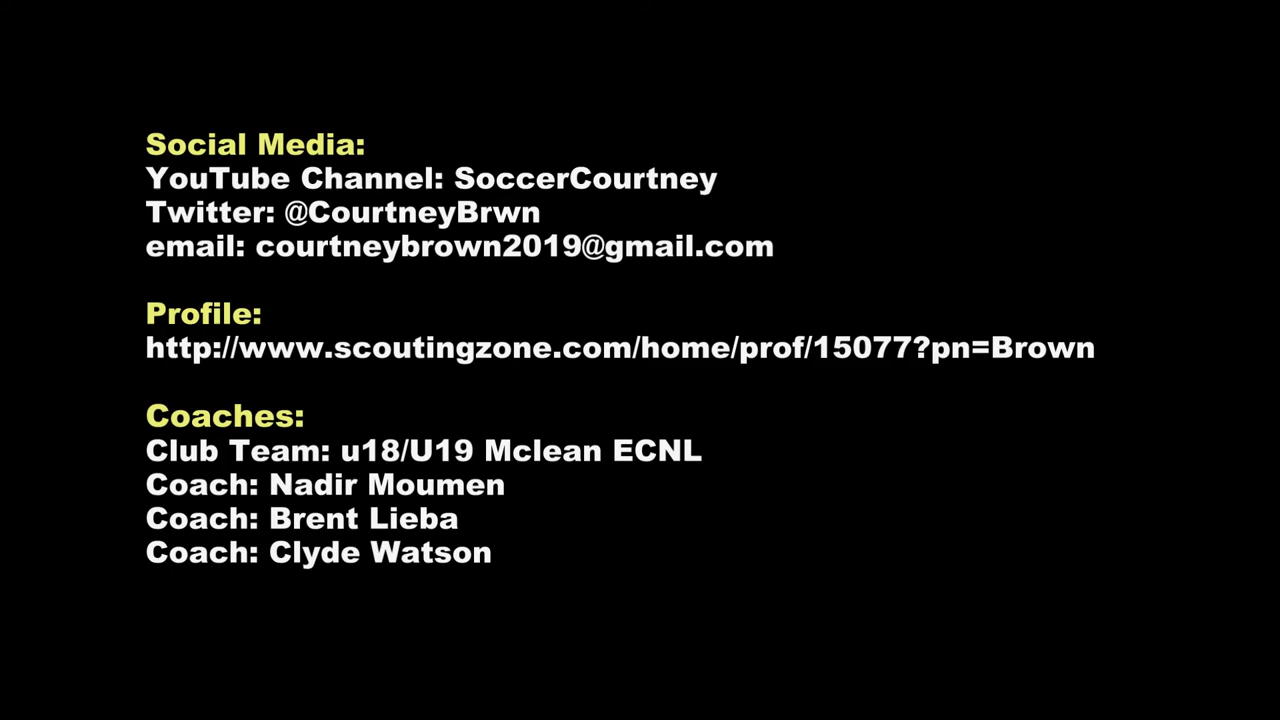 Social Media:
YouTube Channel: SoccerCourtney
Twitter: @CourtneyBrwn
email: courtneybrown2019@gmail.com
Profile:
http://www.scoutingzone.com/home/prof/15077?pn=Brown
Coaches:
Club Team: u18/U19 Mclean ECNL
Coach: Nadir Moumen
Coach: Brent Lieba
Coach: Clyde Watson